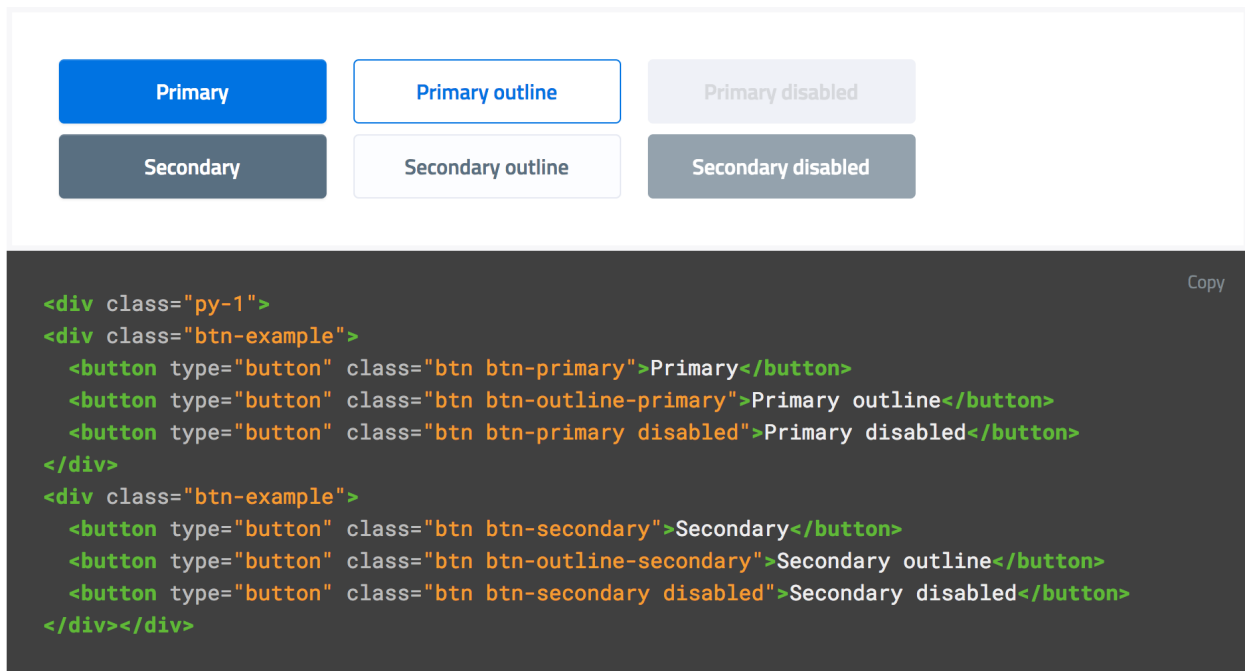 Primary Primary outline Primary disabled
Secondary Secondary outline Secondary disabled
Copy
<div class="py-1">
<div class="btn-example">
  <button type="button" class="btn btn-primary">Primary</button>
  <button type="button" class="btn btn-outline-primary">Primary outline</button>
  <button type="button" class="btn btn-primary disabled">Primary disabled</button>
</div>
<div class="btn-example">
  <button type="button" class="btn btn-secondary">Secondary</button>
  <button type="button" class="btn btn-outline-secondary">Secondary outline</button>
  <button type="button" class="btn btn-secondary disabled">Secondary disabled</button>
</div></div>